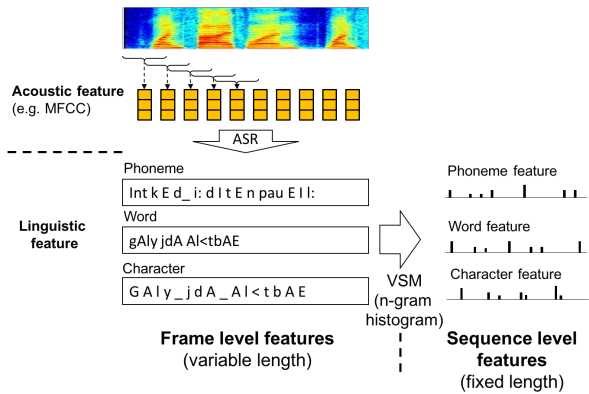 Acoustic feature
(e.g. MFCC)
ASR
Phoneme
Int k E d_ i: d I t E n pau E l l:
Word
gAly jdA Al<tbAE
Character
G A l y _ j d A _ A l < t b A E
Linguistic
feature
VSM
(n-gram
histogram)
Phoneme feature
Word feature
Character feature
Frame level features
(variable length)
Sequence level
features
(fixed length)